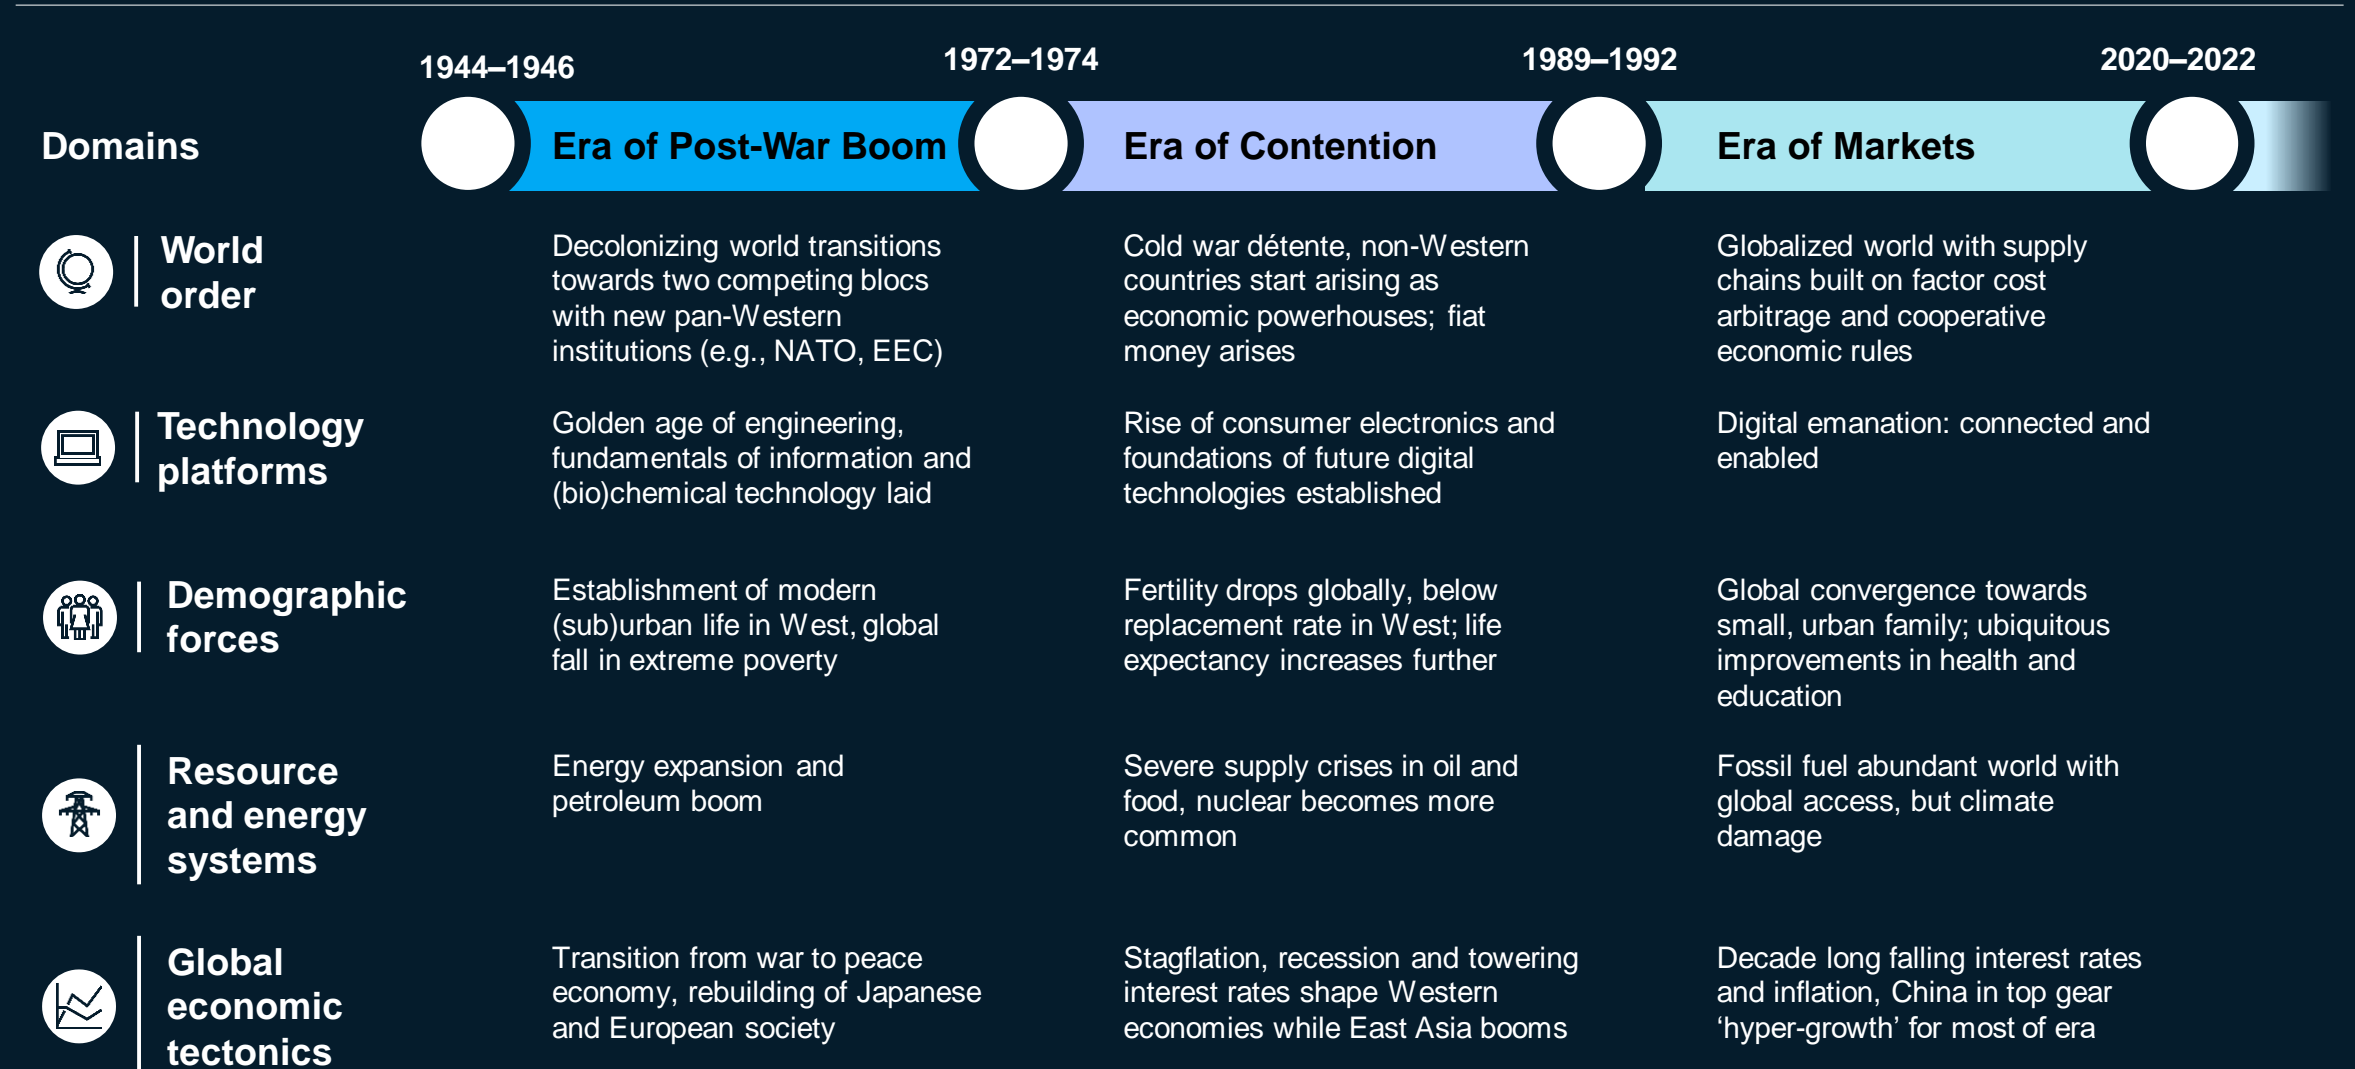 1944–1946
1972–1974
1989–1992
2020–2022
Domains
Era of Post-War Boom
Era of Contention
Era of Markets
World
order
Decolonizing world transitions
towards two competing blocs
with new pan-Western
institutions (e.g., NATO, EEC)
Cold war détente, non-Western
countries start arising as
economic powerhouses; fiat
money arises
Globalized world with supply
chains built on factor cost
arbitrage and cooperative
economic rules
Technology
platforms
Golden age of engineering,
fundamentals of information and
(bio)chemical technology laid
Rise of consumer electronics and
foundations of future digital
technologies established
Digital emanation: connected and
enabled
Demographic
forces
Establishment of modern
(sub)urban life in West, global
fall in extreme poverty
Fertility drops globally, below
replacement rate in West; life
expectancy increases further
Global convergence towards
small, urban family; ubiquitous
improvements in health and
education
Resource
and energy
systems
Energy expansion and
petroleum boom
Severe supply crises in oil and
food, nuclear becomes more
common
Fossil fuel abundant world with
global access, but climate
damage
Global
economic
tectonics
Transition from war to peace
economy, rebuilding of Japanese
and European society
Stagflation, recession and towering
interest rates shape Western
economies while East Asia booms
Decade long falling interest rates
and inflation, China in top gear
‘hyper-growth’ for most of era